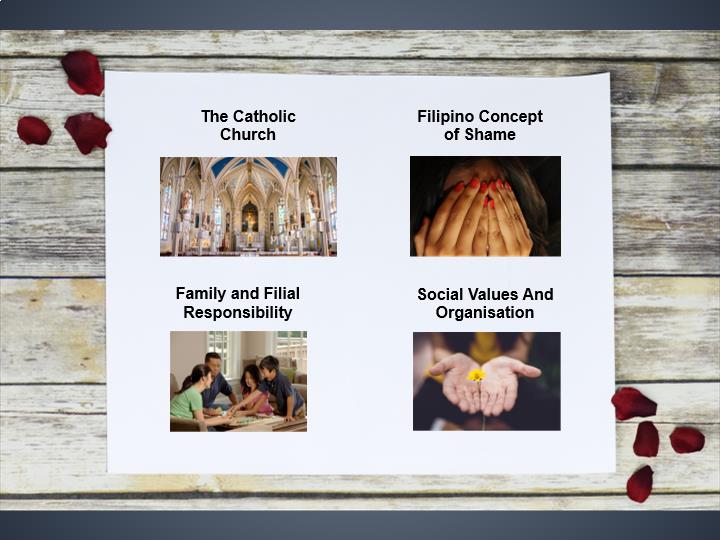 The Catholic
Church
Filipino Concept
of Shame
Family and Filial
Responsibility
Social Values And
Organisation